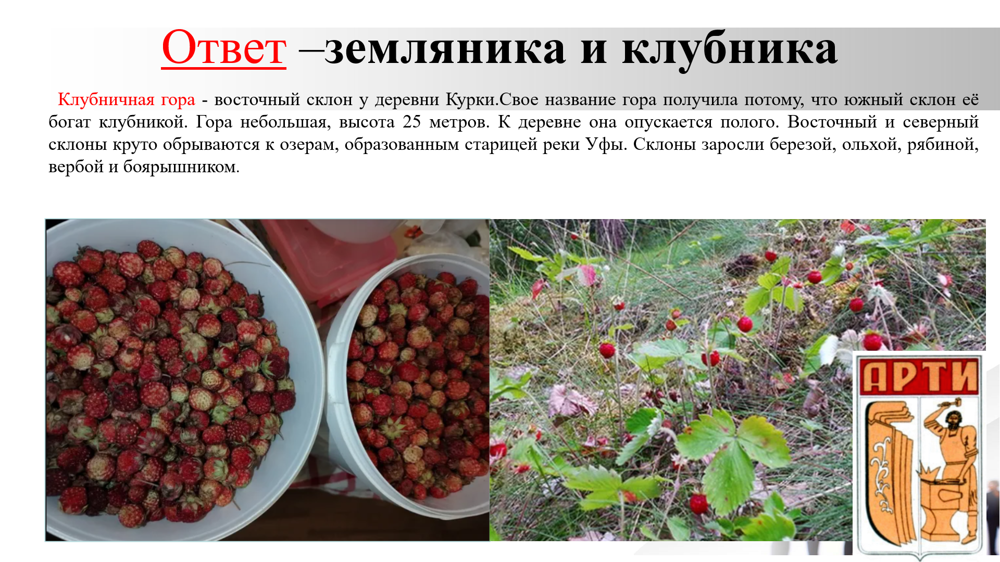 Ответ –земляника и клубника
Клубничная гора - восточный склон у деревни Курки.Свое название гора получила потому, что южный склон её
богат клубникой. Гора небольшая, высота 25 метров. К деревне она опускается полого. Восточный и северный
склоны круто обрываются к озерам, образованным старицей реки Уфы. Склоны заросли березой, ольхой, рябиной,
вербой и боярышником.
АРТИ